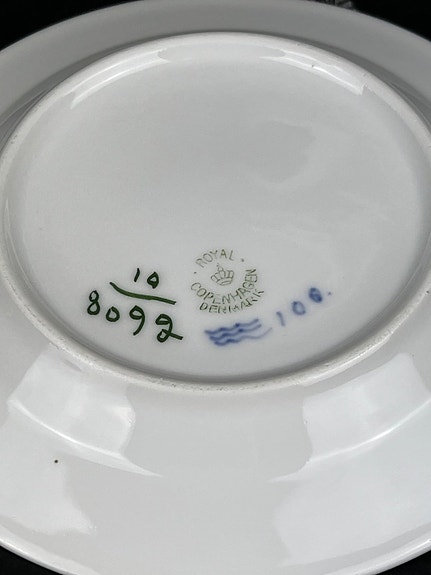 10
8092
ROYAL
COPENHAGEN
DENMARK
100.